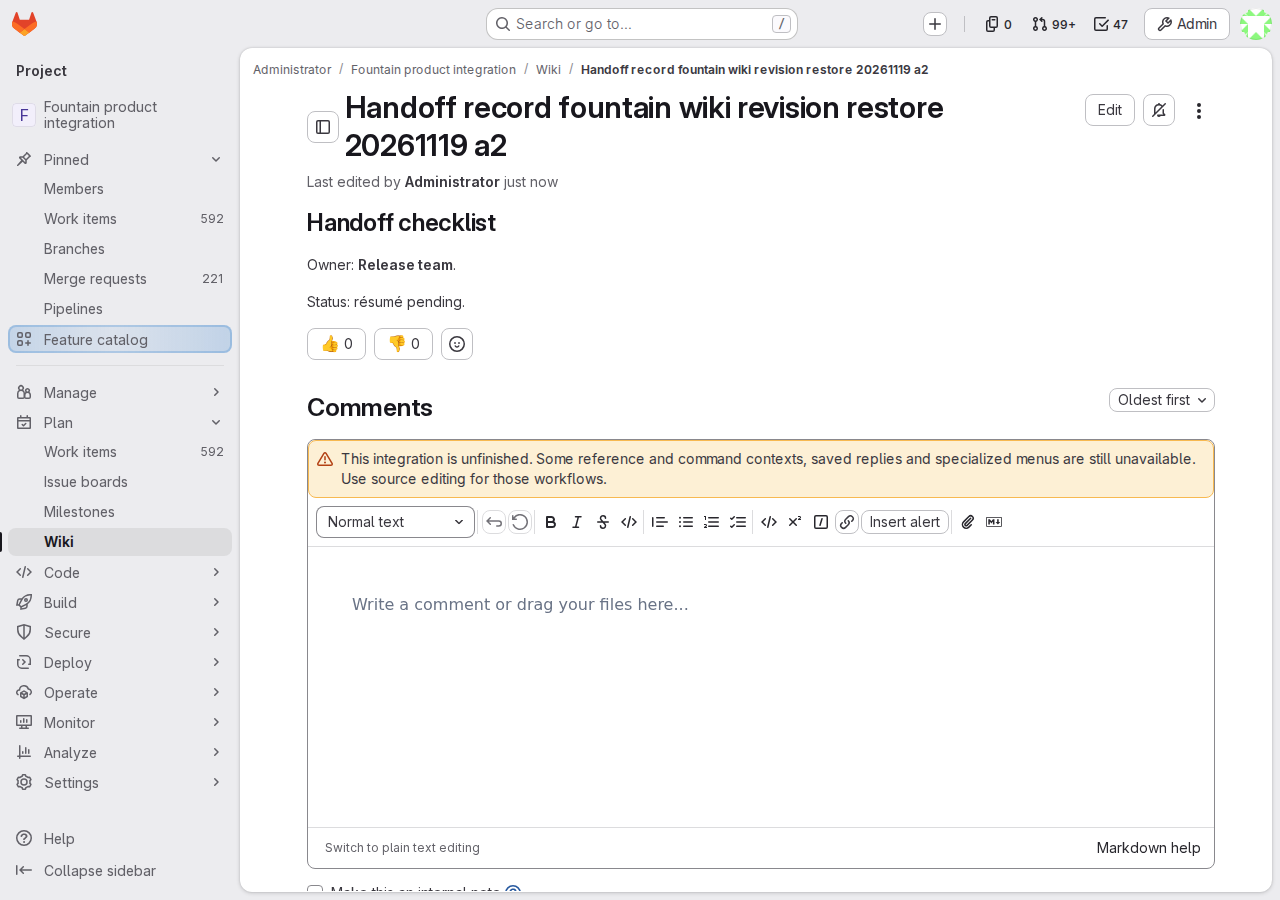 Search or go to...
/
0
99+
47
Admin
Project
F
Fountain product
integration
Pinned
Members
Work items
592
Branches
Merge requests
221
Pipelines
Feature catalog
Manage
Plan
Work items
592
Issue boards
Milestones
Wiki
Code
Build
Secure
Deploy
Operate
Monitor
Analyze
Settings
Help
Collapse sidebar
Administrator / Fountain product integration / Wiki / Handoff record fountain wiki revision restore 20261119 a2
Handoff record fountain wiki revision restore
20261119 a2
Edit
Last edited by Administrator just now
Handoff checklist
Owner: Release team.
Status: résumé pending.
👍 0
👎 0
Comments
Oldest first
This integration is unfinished. Some reference and command contexts, saved replies and specialized menus are still unavailable.
Use source editing for those workflows.
Normal text
Insert alert
Write a comment or drag your files here...
Switch to plain text editing
Markdown help
Make this an internal note